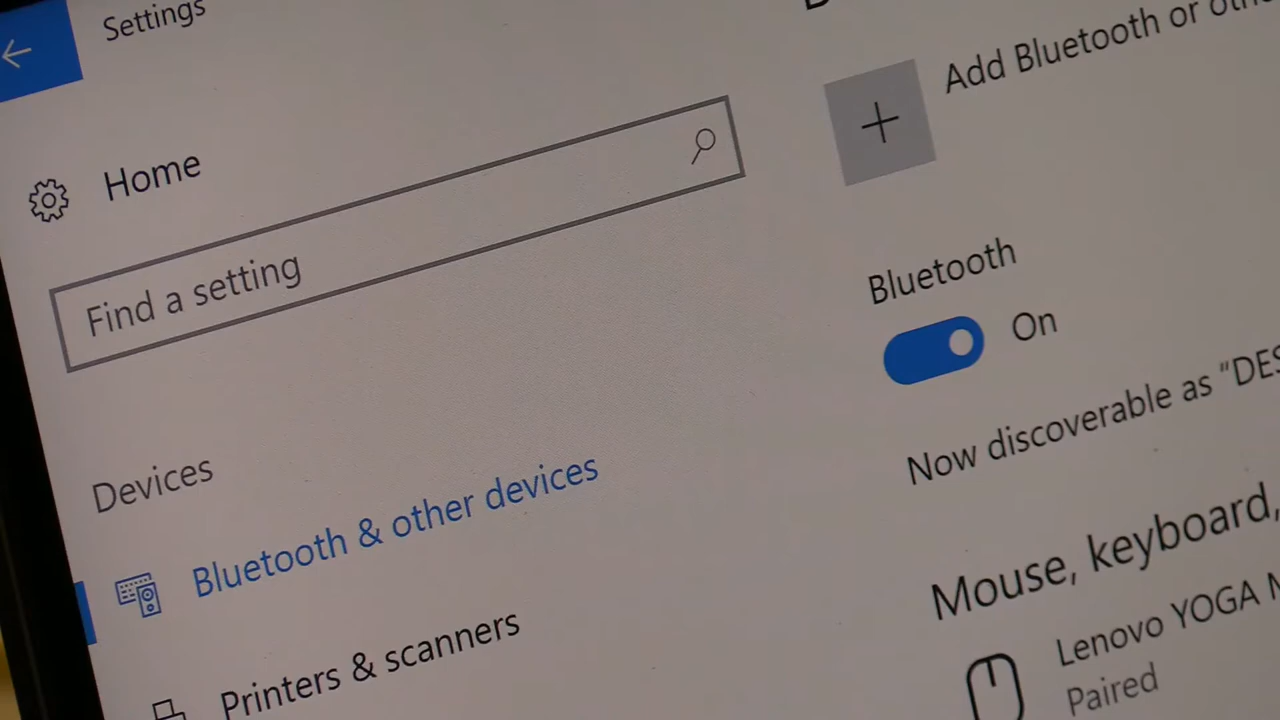 Settings
Home
Find a setting
Devices
Bluetooth & other devices
Printers & scanners
Add Bluetooth or
Bluetooth
On
Now discoverable as "DES
Mouse, keyboard,
Lenovo YOGA
Paired